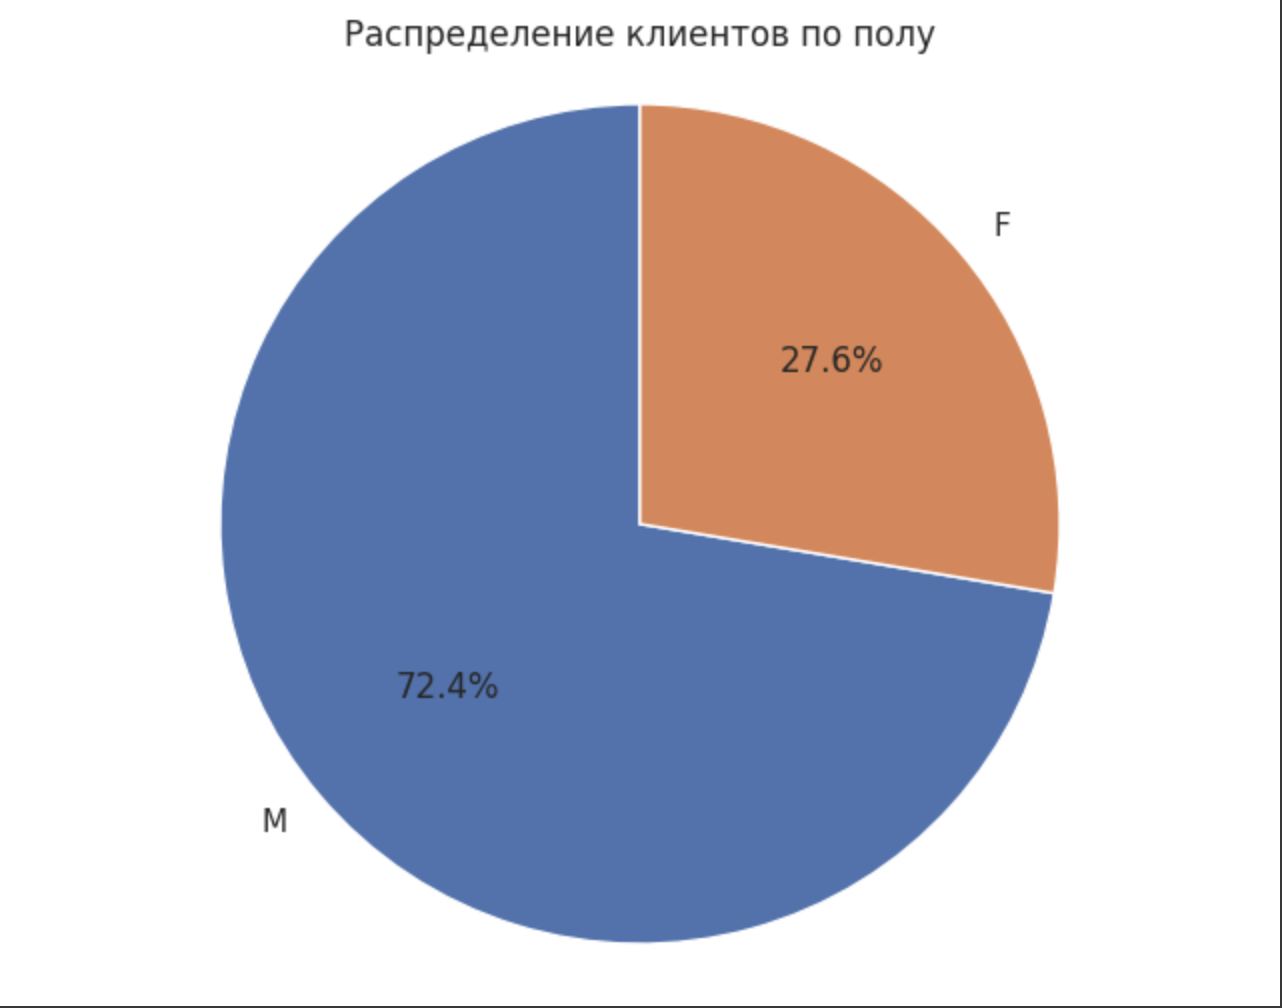 Распределение клиентов по полу
F
27.6%
72.4%
M